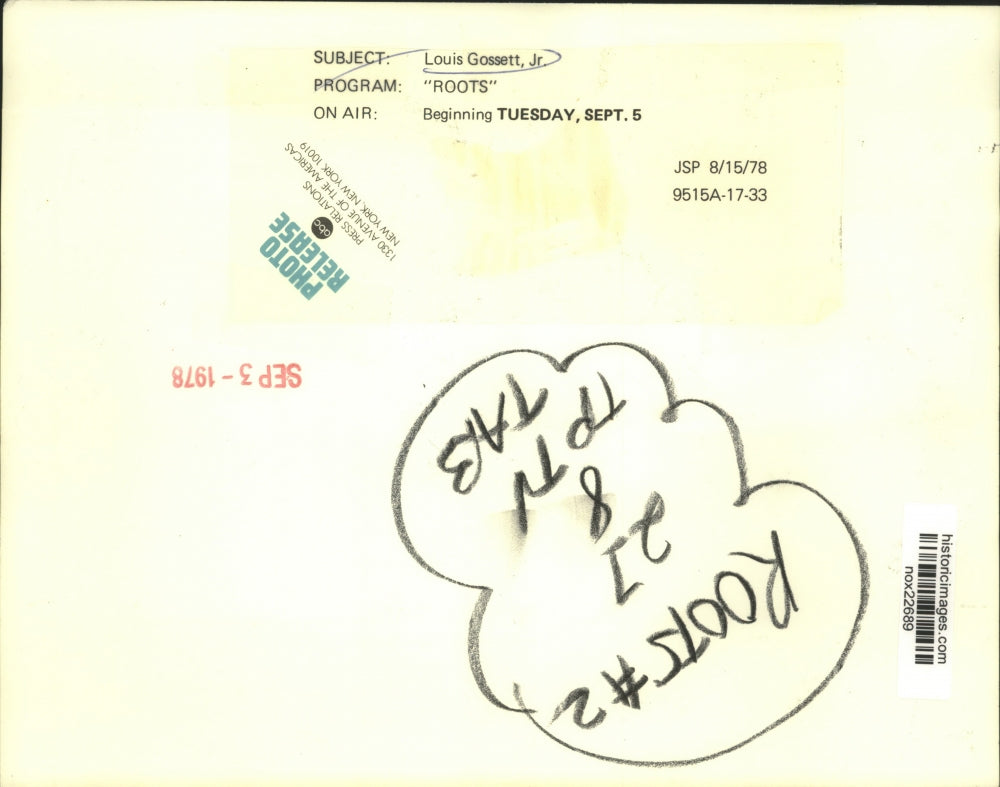 SUBJECT: Louis Gossett, Jr.
PROGRAM: "ROOTS"
ON AIR: Beginning TUESDAY, SEPT. 5
JSP 8/15/78
9515A-17-33
PHOTO
RELEASE
abc
PRESS RELATIONS
1330 AVENUE OF THE AMERICAS
NEW YORK, NEW YORK 10019
SEP 3 - 1978
ROOTS #2
27
8
TV
TP
TAB
historicimages.com
nox22689